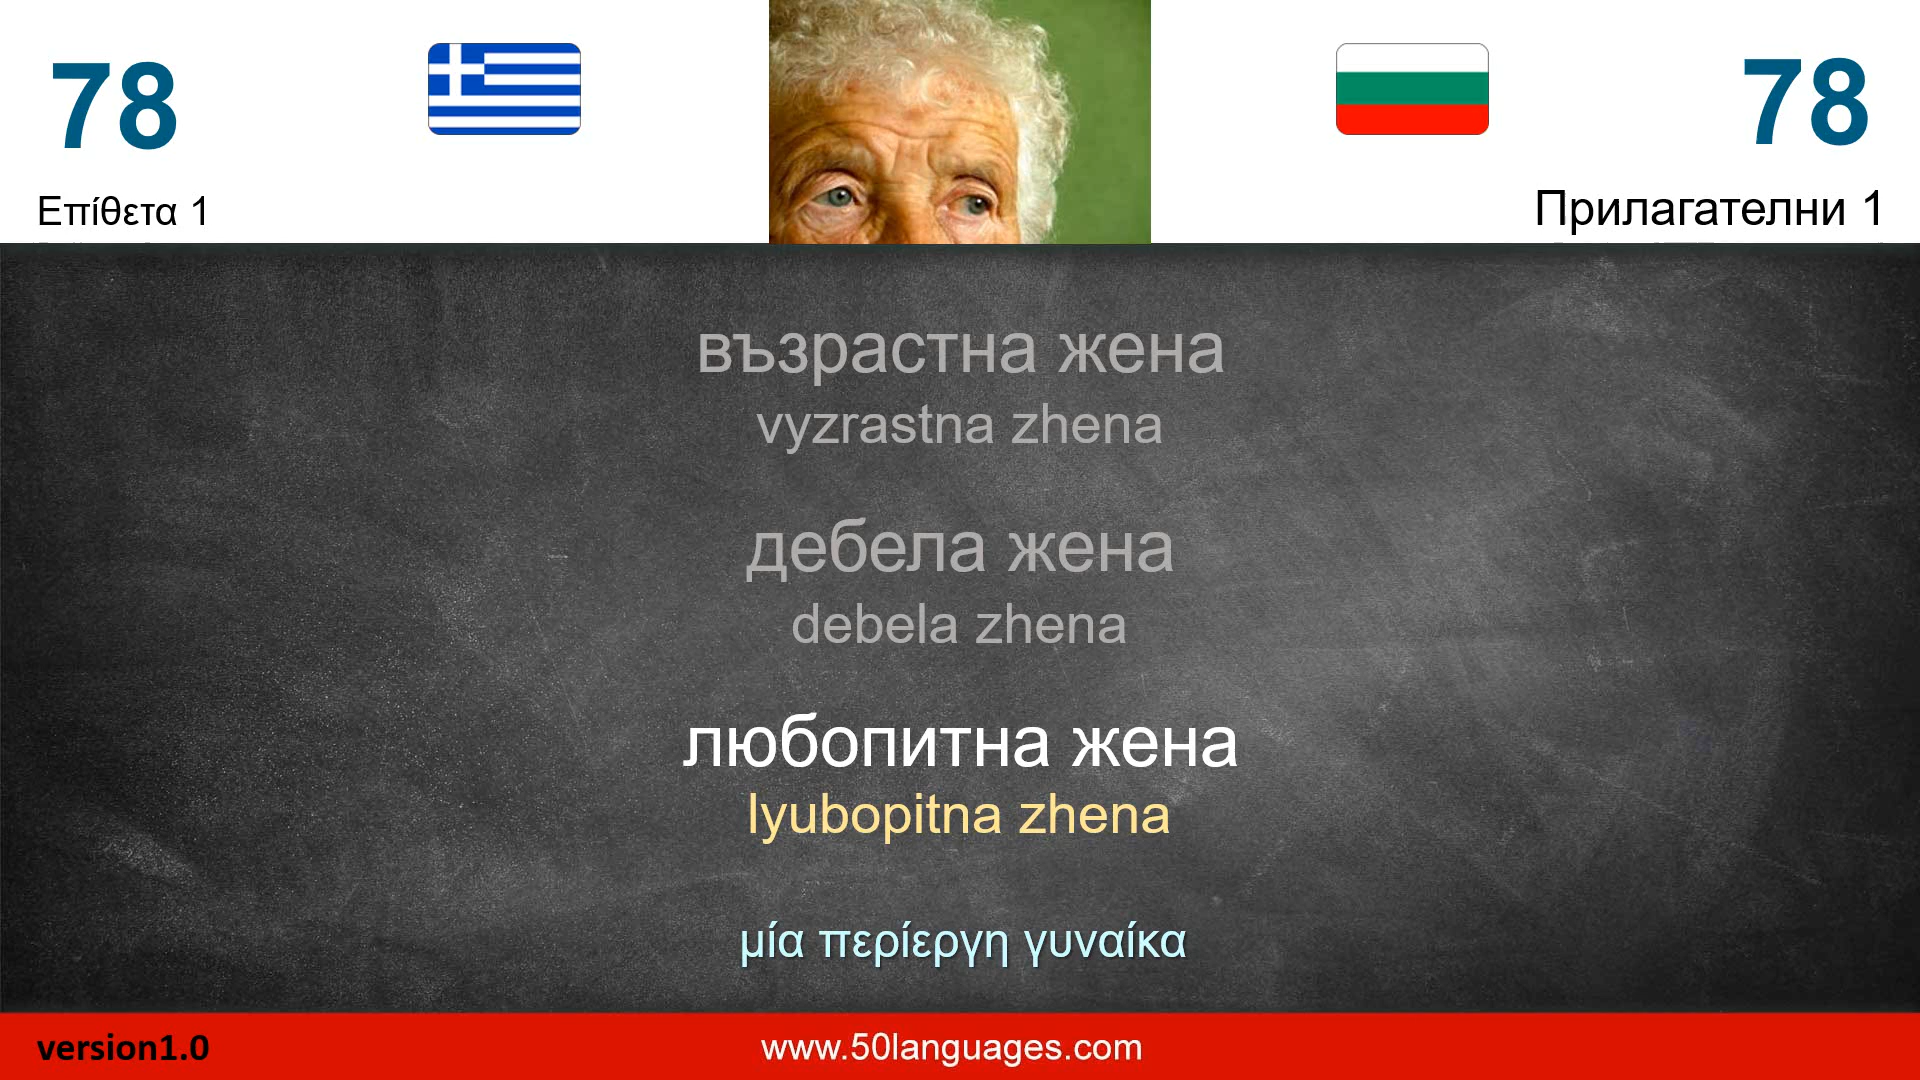 78
78
Επίθετα 1
Прилагателни 1
възрастна жена
vyzrastna zhena
дебела жена
debela zhena
любопитна жена
lyubopitna zhena
μία περίεργη γυναίκα
version1.0
www.50languages.com